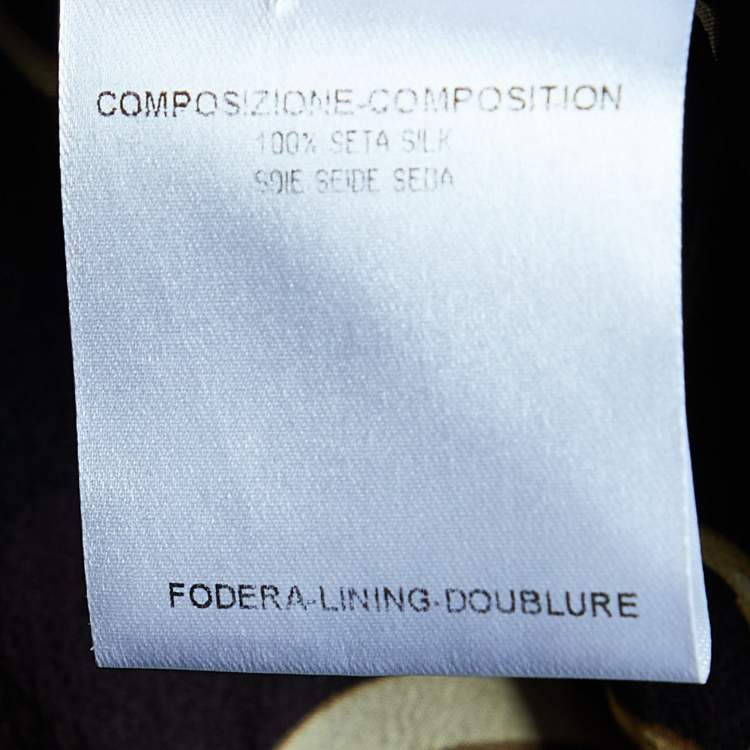 COMPOSIZIONE-COMPOSITION
100% SETA SILK
SOIE SEIDE SEDA
FODERA-LINING-DOUBLURE